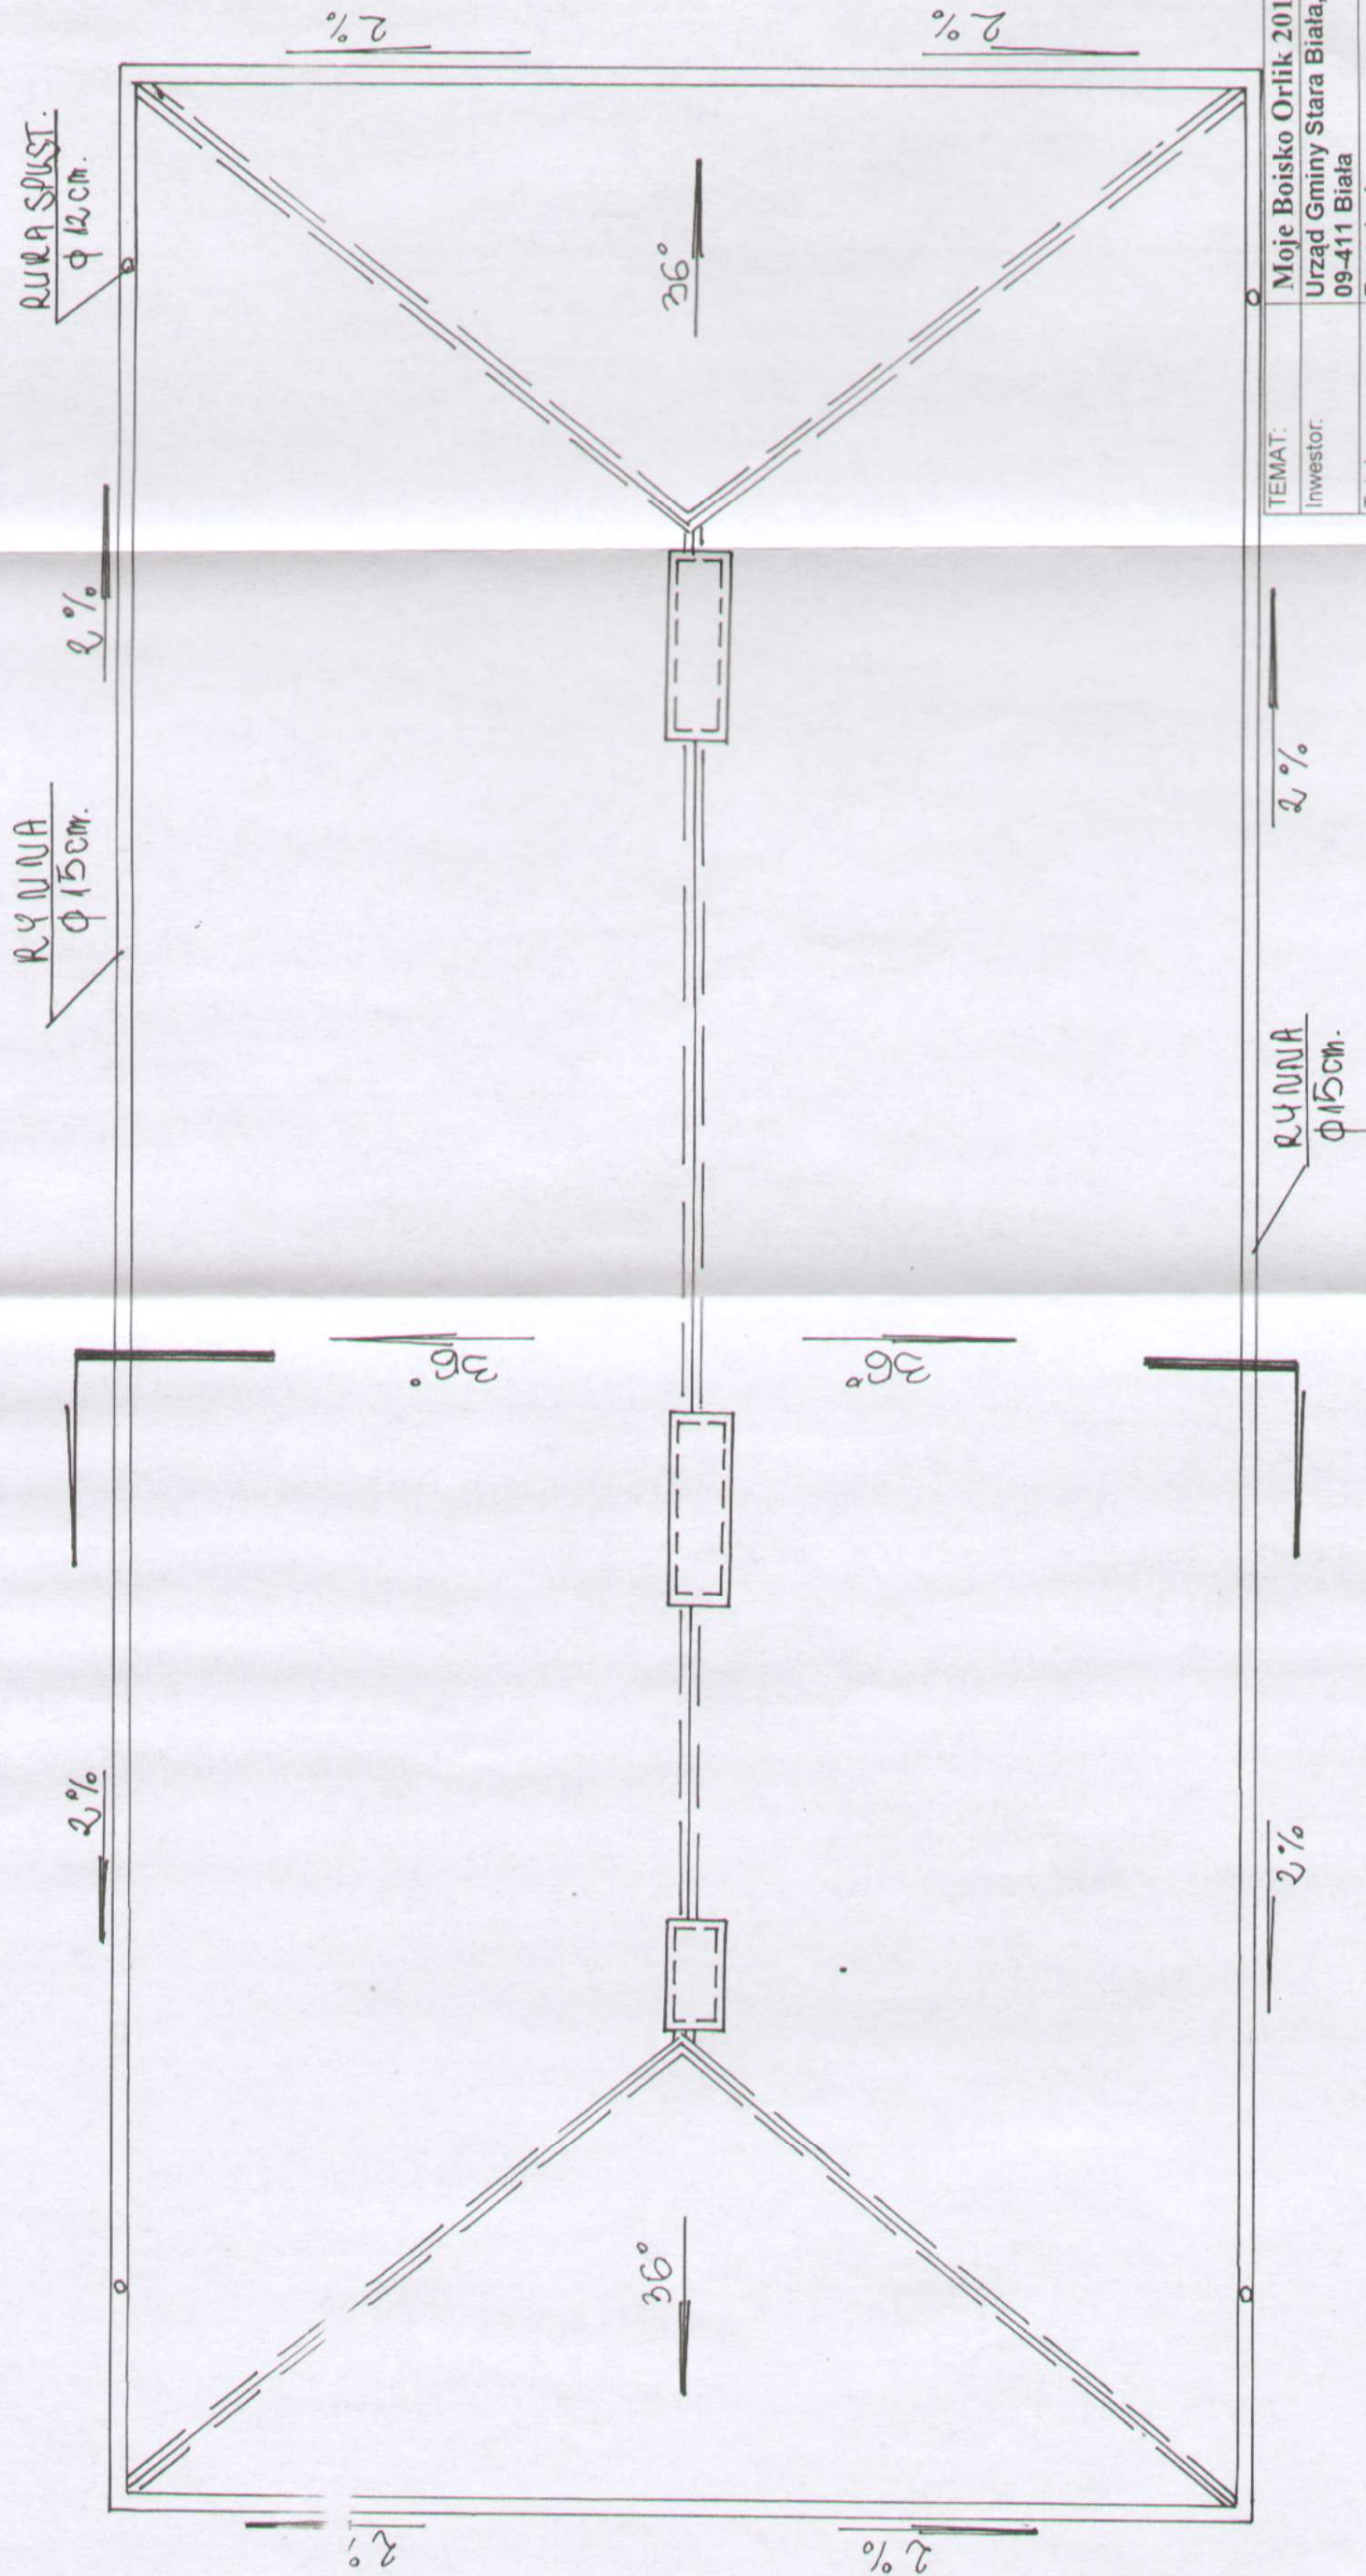 RURA SPUST.
φ 12 cm.
2%
2%
2%
RYNNA
φ 15 cm.
36°
36°
36°
2%
36°
2%
2%
RYNNA
φ 15 cm.
2%
2%
TEMAT:
Moje Boisko Orlik 201
Inwestor:
Urząd Gminy Stara Biała,
09-411 Biała